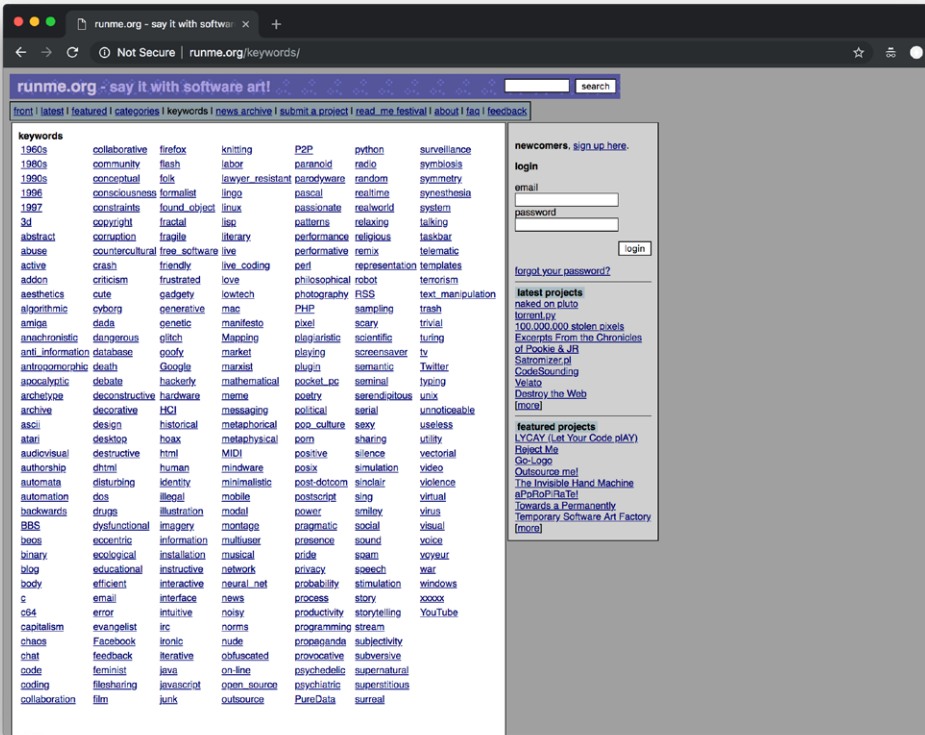 runme.org - say it with softwar
Not Secure | runme.org/keywords/
runme.org - say it with software art!
search
front | latest | featured | categories | keywords | news archive | submit a project | read_me festival | about | faq | feedback
keywords
1960s
1980s
1990s
1996
1997
3d
abstract
abuse
active
addon
aesthetics
algorithmic
amiga
anachronistic
anti_information
antropomorphic
apocalyptic
archetype
archive
ascii
atari
audiovisual
authorship
automata
automation
backwards
BBS
beos
binary
blog
body
c
c64
capitalism
chaos
chat
code
coding
collaboration
collaborative
community
conceptual
consciousness
constraints
copyright
corruption
countercultural
crash
criticism
cute
cyborg
dada
dangerous
database
death
debate
deconstructive
decorative
design
desktop
destructive
dhtml
disturbing
dos
drugs
dysfunctional
eccentric
ecological
educational
efficient
email
error
evangelist
Facebook
feedback
feminist
filesharing
film
firefox
flash
folk
formalist
found_object
fractal
fragile
free_software
friendly
frustrated
gadgety
generative
genetic
glitch
goofy
Google
hackerly
hardware
HCI
historical
hoax
html
human
identity
illegal
illustration
imagery
information
installation
instructive
interactive
interface
intuitive
irc
ironic
iterative
java
javascript
junk
knitting
labor
lawyer_resistant
lingo
linux
lisp
literary
live
live_coding
love
lowtech
mac
manifesto
Mapping
market
marxist
mathematical
meme
messaging
metaphorical
metaphysical
MIDI
mindware
minimalistic
mobile
modal
montage
multiuser
musical
network
neural_net
news
noisy
norms
nude
obfuscated
on-line
open_source
outsource
P2P
paranoid
parodyware
pascal
passionate
patterns
performance
performative
perl
philosophical
photography
PHP
pixel
plagiaristic
playing
plugin
pocket_pc
poetry
political
pop_culture
porn
positive
posix
post-dotcom
postscript
power
pragmatic
presence
pride
privacy
probability
process
productivity
programming
propaganda
provocative
psychedelic
psychiatric
PureData
python
radio
random
realtime
realworld
relaxing
religious
remix
representation
robot
RSS
sampling
scary
scientific
screensaver
semantic
seminal
serendipitous
serial
sexy
sharing
silence
simulation
sinclair
sing
smiley
social
sound
spam
speech
stimulation
story
storytelling
stream
subjectivity
subversive
supernatural
superstitious
surreal
surveillance
symbiosis
symmetry
synesthesia
system
talking
taskbar
telematic
templates
terrorism
text_manipulation
trash
trivial
turing
tv
Twitter
typing
unix
unnoticeable
useless
utility
vectorial
video
violence
virtual
virus
visual
voice
voyeur
war
windows
xxxxx
YouTube
newcomers, sign up here.
login
email
password
login
forgot your password?
latest projects
naked on pluto
torrent.py
100.000.000 stolen pixels
Excerpts From the Chronicles
of Pookie & JR
Satromizer.pl
CodeSounding
Velato
Destroy the Web
[more]
featured projects
LYCAY (Let Your Code plAY)
Reject Me
Go-Logo
Outsource me!
The Invisible Hand Machine
aPpRoPiRaTe!
Towards a Permanently
Temporary Software Art Factory
[more]